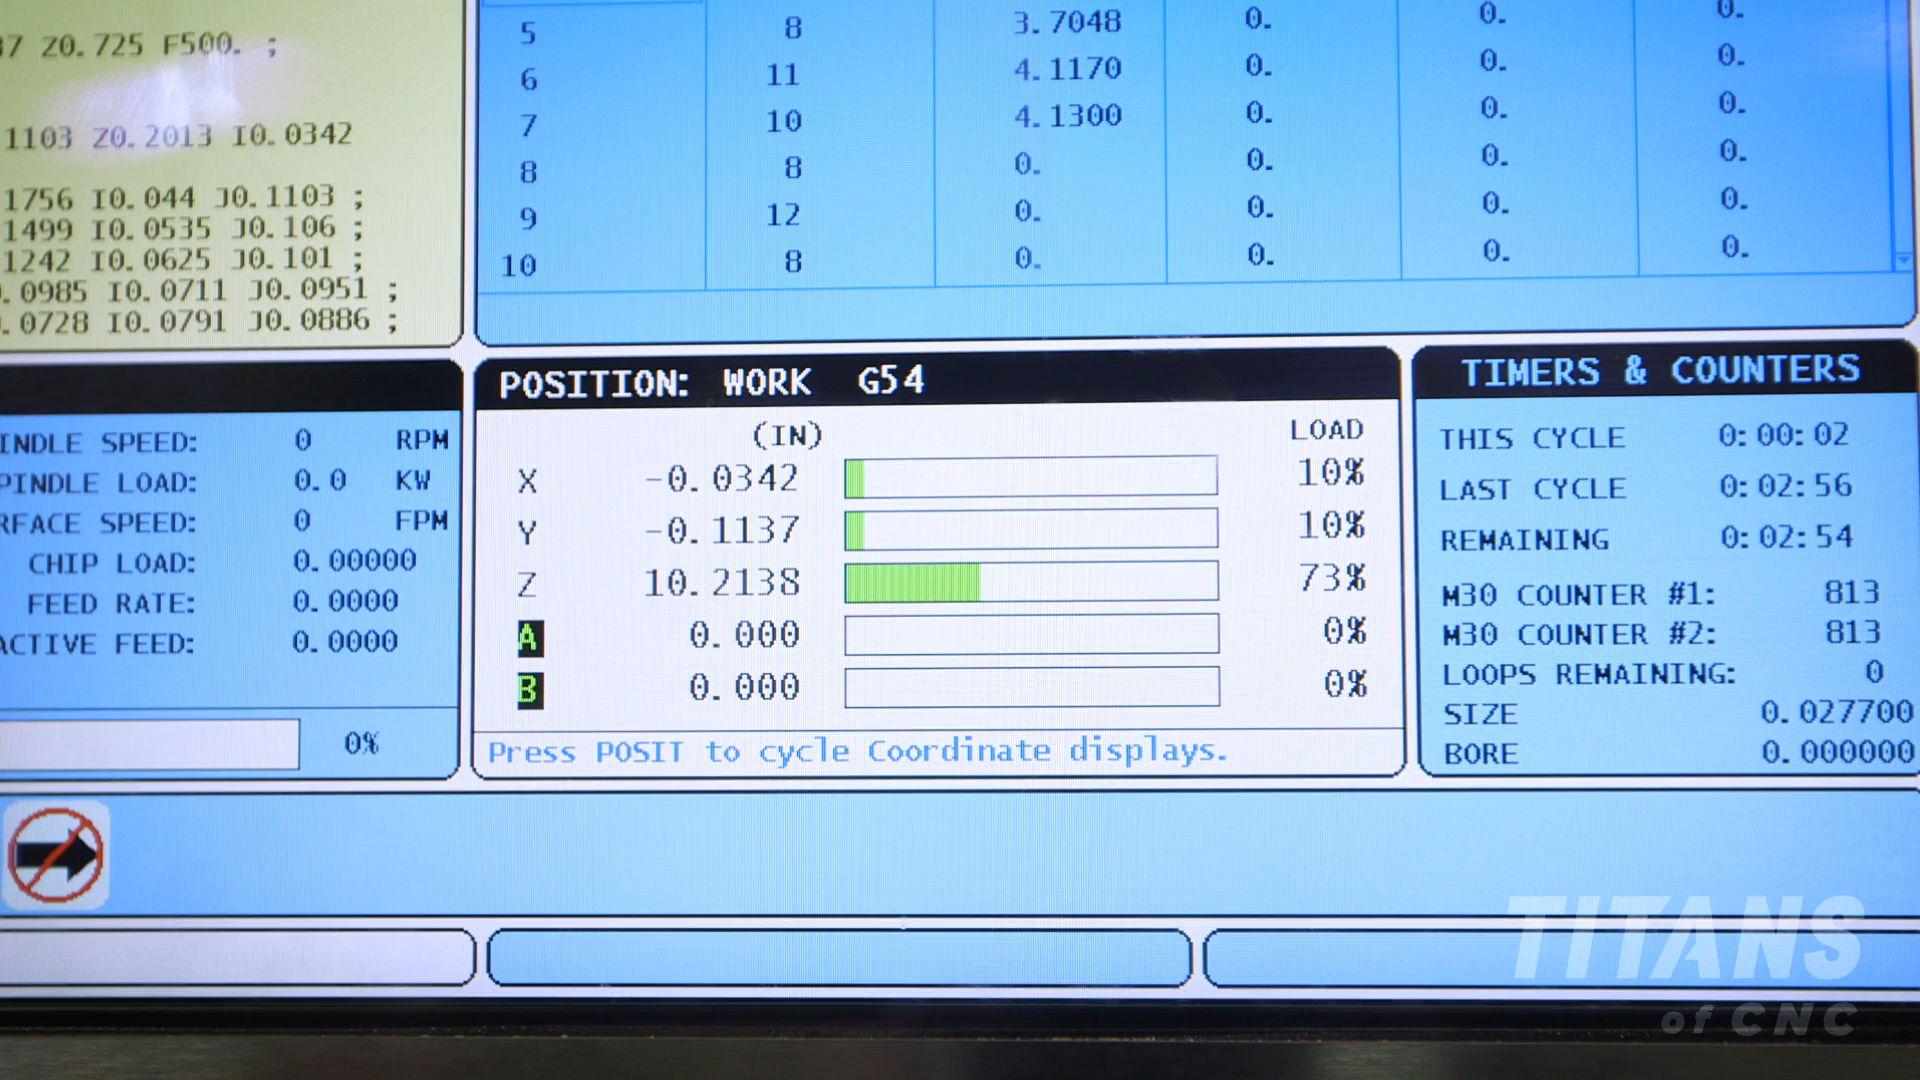 37 Z0.725 F500. ;
1103 Z0.2013 I0.0342
1756 I0.044 J0.1103 ;
1499 I0.0535 J0.106 ;
1242 I0.0625 J0.101 ;
.0985 I0.0711 J0.0951 ;
.0728 I0.0791 J0.0886 ;
5 8 3.7048 0. 0. 0.
6 11 4.1170 0. 0. 0.
7 10 4.1300 0. 0. 0.
8 8 0. 0. 0. 0.
9 12 0. 0. 0. 0.
10 8 0. 0. 0. 0.
INDLE SPEED: 0 RPM
PINDLE LOAD: 0.0 KW
RFACE SPEED: 0 FPM
CHIP LOAD: 0.00000
FEED RATE: 0.0000
ACTIVE FEED: 0.0000
0%
POSITION: WORK G54
(IN) LOAD
X -0.0342 10%
Y -0.1137 10%
Z 10.2138 73%
A 0.000 0%
B 0.000 0%
Press POSIT to cycle Coordinate displays.
TIMERS & COUNTERS
THIS CYCLE 0:00:02
LAST CYCLE 0:02:56
REMAINING 0:02:54
M30 COUNTER #1: 813
M30 COUNTER #2: 813
LOOPS REMAINING: 0
SIZE 0.027700
BORE 0.000000
TITANS
of CNC